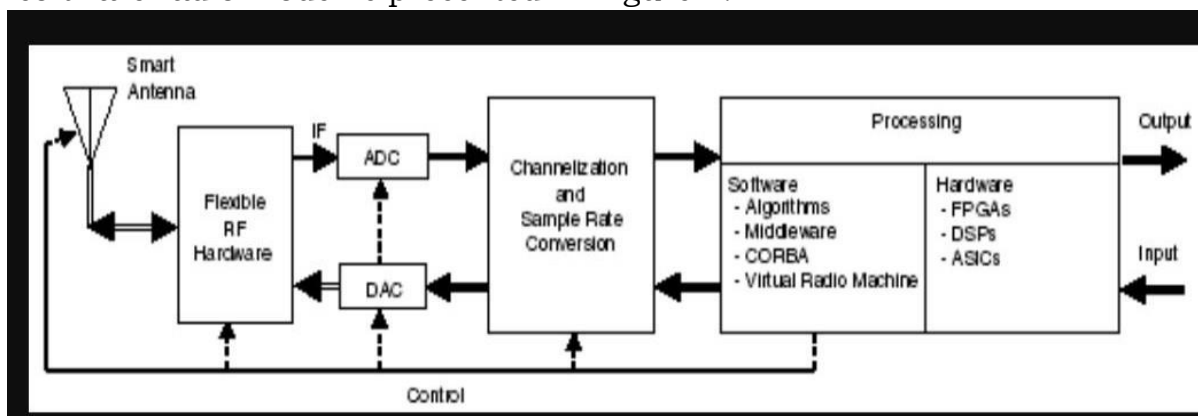 Smart
Antenna
Flexible
RF
Hardware
IF
ADC
DAC
Channelization
and
Sample Rate
Conversion
Processing
Software
- Algorithms
- Middleware
- CORBA
- Virtual Radio Machine
Hardware
- FPGAs
- DSPs
- ASICs
Output
Input
Control